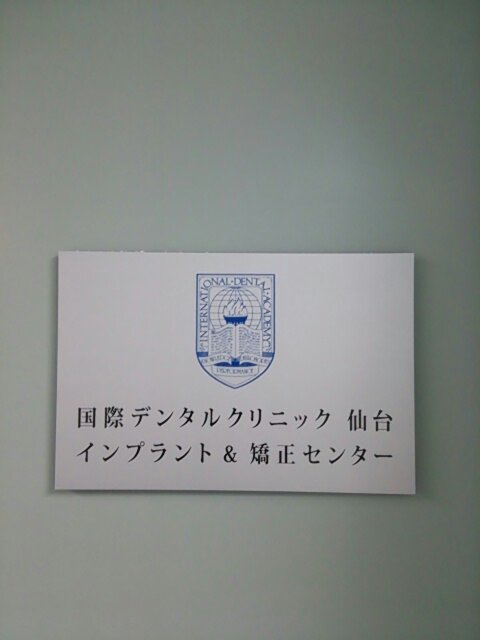 INTERNATIONAL・DENTAL・ACADEMY
PERFORMANCE
国際デンタルクリニック 仙台
インプラント & 矯正センター